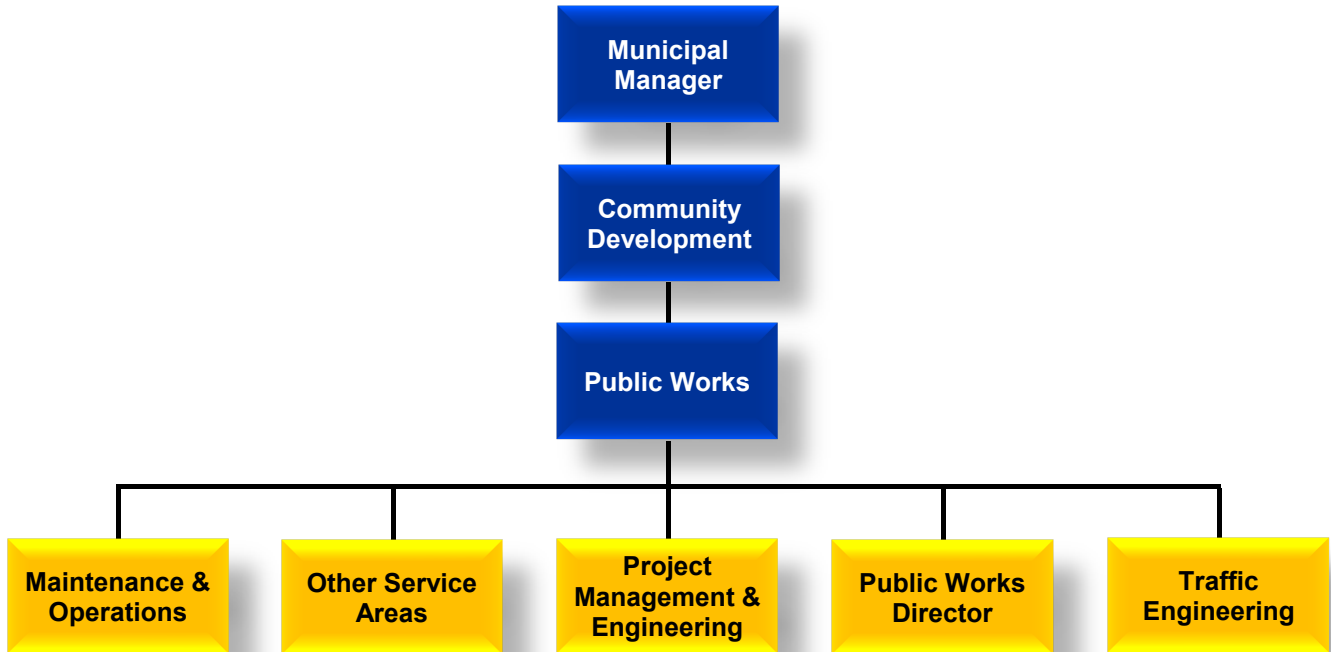 Municipal
Manager
Community
Development
Public Works
Maintenance &
Operations
Other Service
Areas
Project
Management &
Engineering
Public Works
Director
Traffic
Engineering